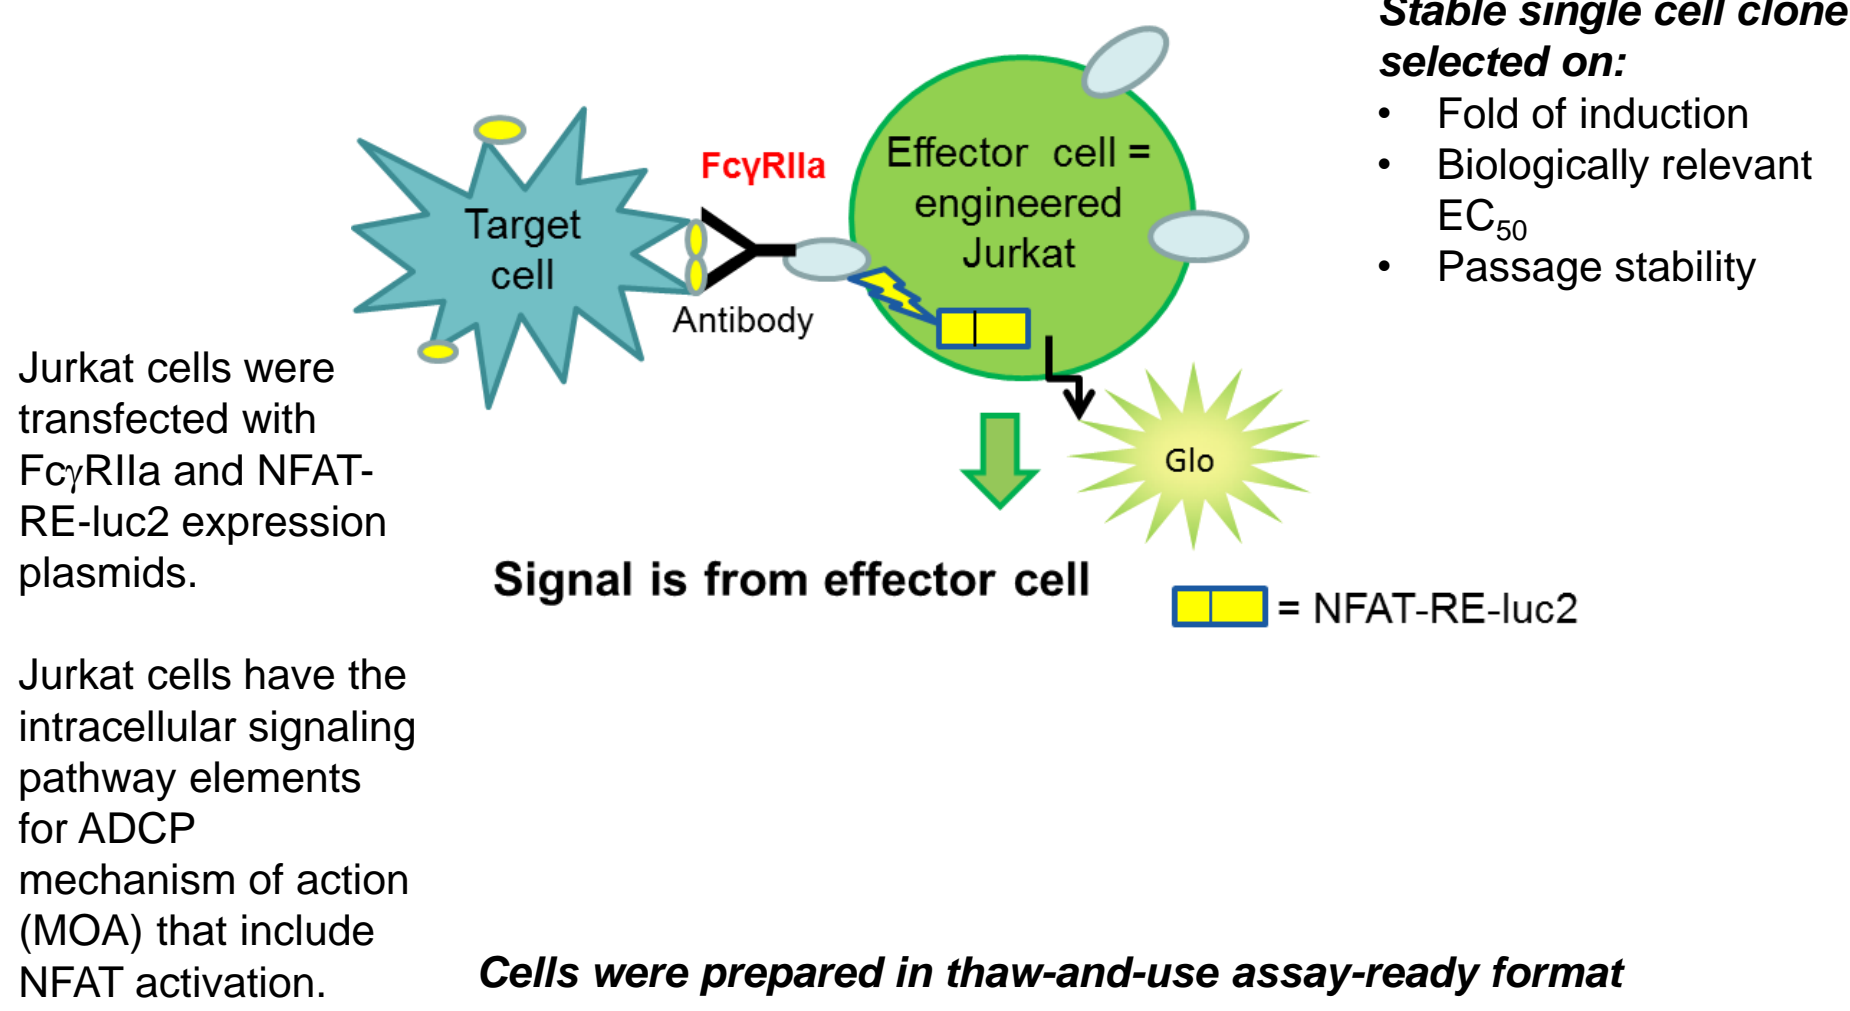 Stable single cell clone
selected on:
• Fold of induction
• Biologically relevant
EC₅₀
• Passage stability
Target
cell
FcγRIIa
Antibody
Effector cell =
engineered
Jurkat
Glo
Signal is from effector cell
= NFAT-RE-luc2
Jurkat cells were
transfected with
FcγRIIa and NFAT-
RE-luc2 expression
plasmids.
Jurkat cells have the
intracellular signaling
pathway elements
for ADCP
mechanism of action
(MOA) that include
NFAT activation.
Cells were prepared in thaw-and-use assay-ready format